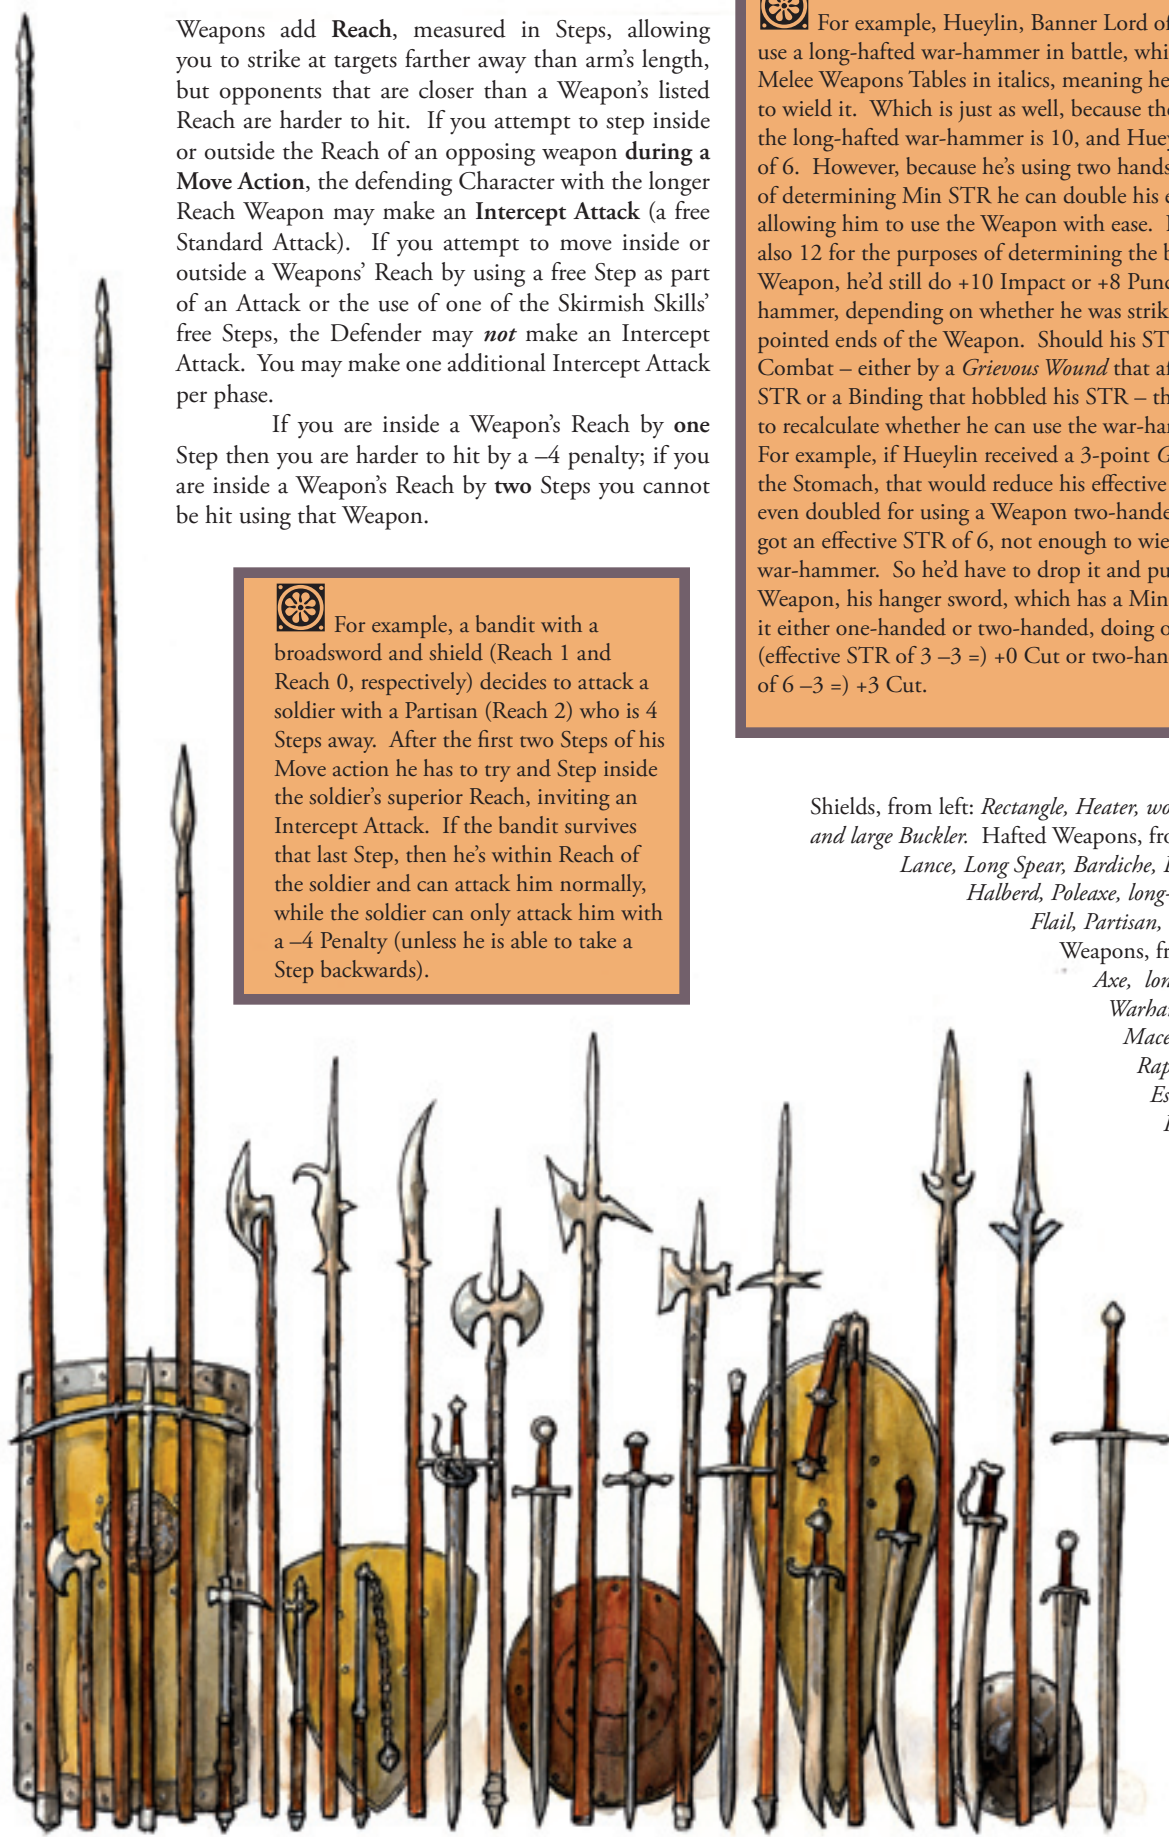 Weapons add Reach, measured in Steps, allowing
you to strike at targets farther away than arm's length,
but opponents that are closer than a Weapon's listed
Reach are harder to hit. If you attempt to step inside
or outside the Reach of an opposing weapon during a
Move Action, the defending Character with the longer
Reach Weapon may make an Intercept Attack (a free
Standard Attack). If you attempt to move inside or
outside a Weapons' Reach by using a free Step as part
of an Attack or the use of one of the Skirmish Skills'
free Steps, the Defender may not make an Intercept
Attack. You may make one additional Intercept Attack
per phase.
If you are inside a Weapon's Reach by one
Step then you are harder to hit by a –4 penalty; if you
are inside a Weapon's Reach by two Steps you cannot
be hit using that Weapon.
For example, a bandit with a
broadsword and shield (Reach 1 and
Reach 0, respectively) decides to attack a
soldier with a Partisan (Reach 2) who is 4
Steps away. After the first two Steps of his
Move action he has to try and Step inside
the soldier's superior Reach, inviting an
Intercept Attack. If the bandit survives
that last Step, then he's within Reach of
the soldier and can attack him normally,
while the soldier can only attack him with
a –4 Penalty (unless he is able to take a
Step backwards).
For example, Hueylin, Banner Lord of
use a long-hafted war-hammer in battle, whi
Melee Weapons Tables in italics, meaning he
to wield it. Which is just as well, because the
the long-hafted war-hammer is 10, and Huey
of 6. However, because he's using two hands
of determining Min STR he can double his e
allowing him to use the Weapon with ease.
also 12 for the purposes of determining the b
Weapon, he'd still do +10 Impact or +8 Punc
hammer, depending on whether he was strik
pointed ends of the Weapon. Should his ST
Combat – either by a Grievous Wound that af
STR or a Binding that hobbled his STR – th
to recalculate whether he can use the war-ha
For example, if Hueylin received a 3-point G
the Stomach, that would reduce his effective
even doubled for using a Weapon two-hande
got an effective STR of 6, not enough to wie
war-hammer. So he'd have to drop it and pu
Weapon, his hanger sword, which has a Min
it either one-handed or two-handed, doing o
(effective STR of 3 –3 =) +0 Cut or two-han
of 6 –3 =) +3 Cut.
Shields, from left: Rectangle, Heater, wo
and large Buckler. Hafted Weapons, fro
Lance, Long Spear, Bardiche,
Halberd, Poleaxe, long-
Flail, Partisan,
Weapons, fr
Axe, lon
Warha
Mace
Rap
Es